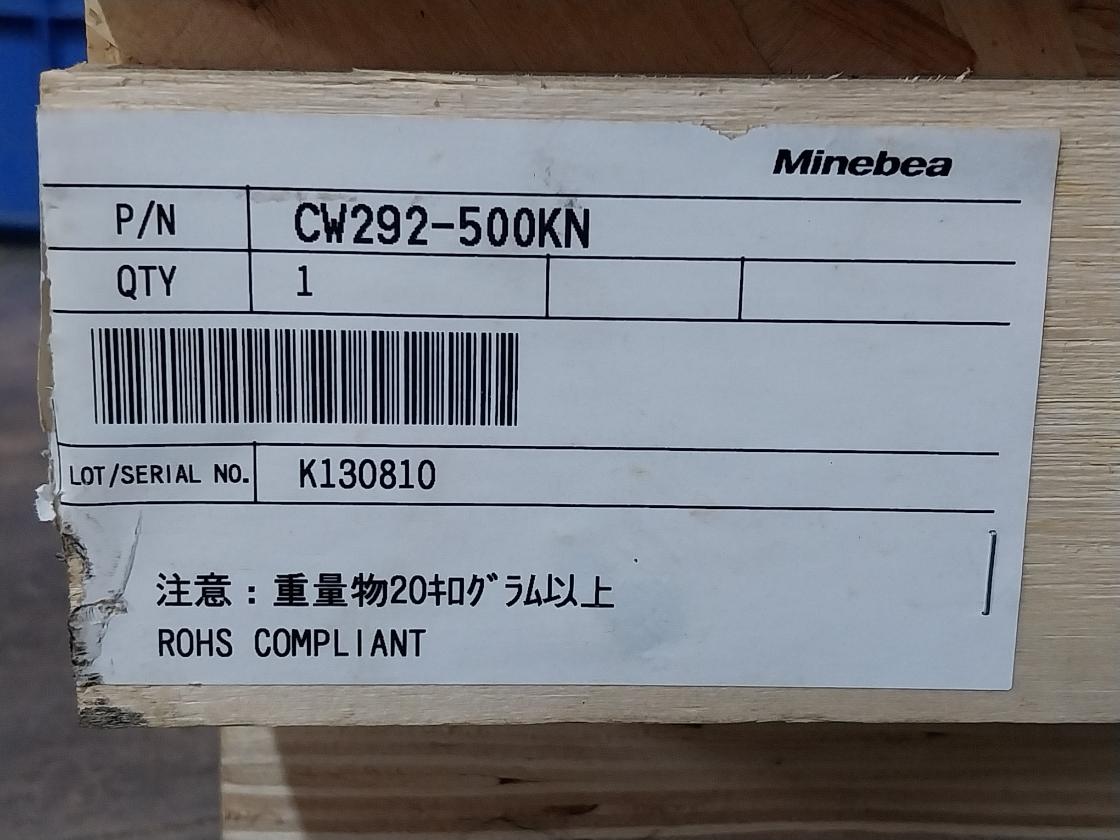 Minebea
P/N CW292-500KN
QTY 1
LOT/SERIAL NO. K130810
注意：重量物20ｷﾛｸﾞﾗﾑ以上
ROHS COMPLIANT